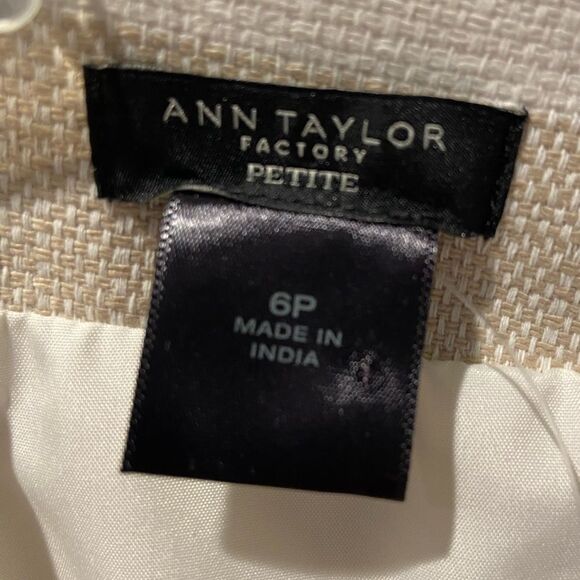 ANN TAYLOR
FACTORY
PETITE
6P
MADE IN
INDIA